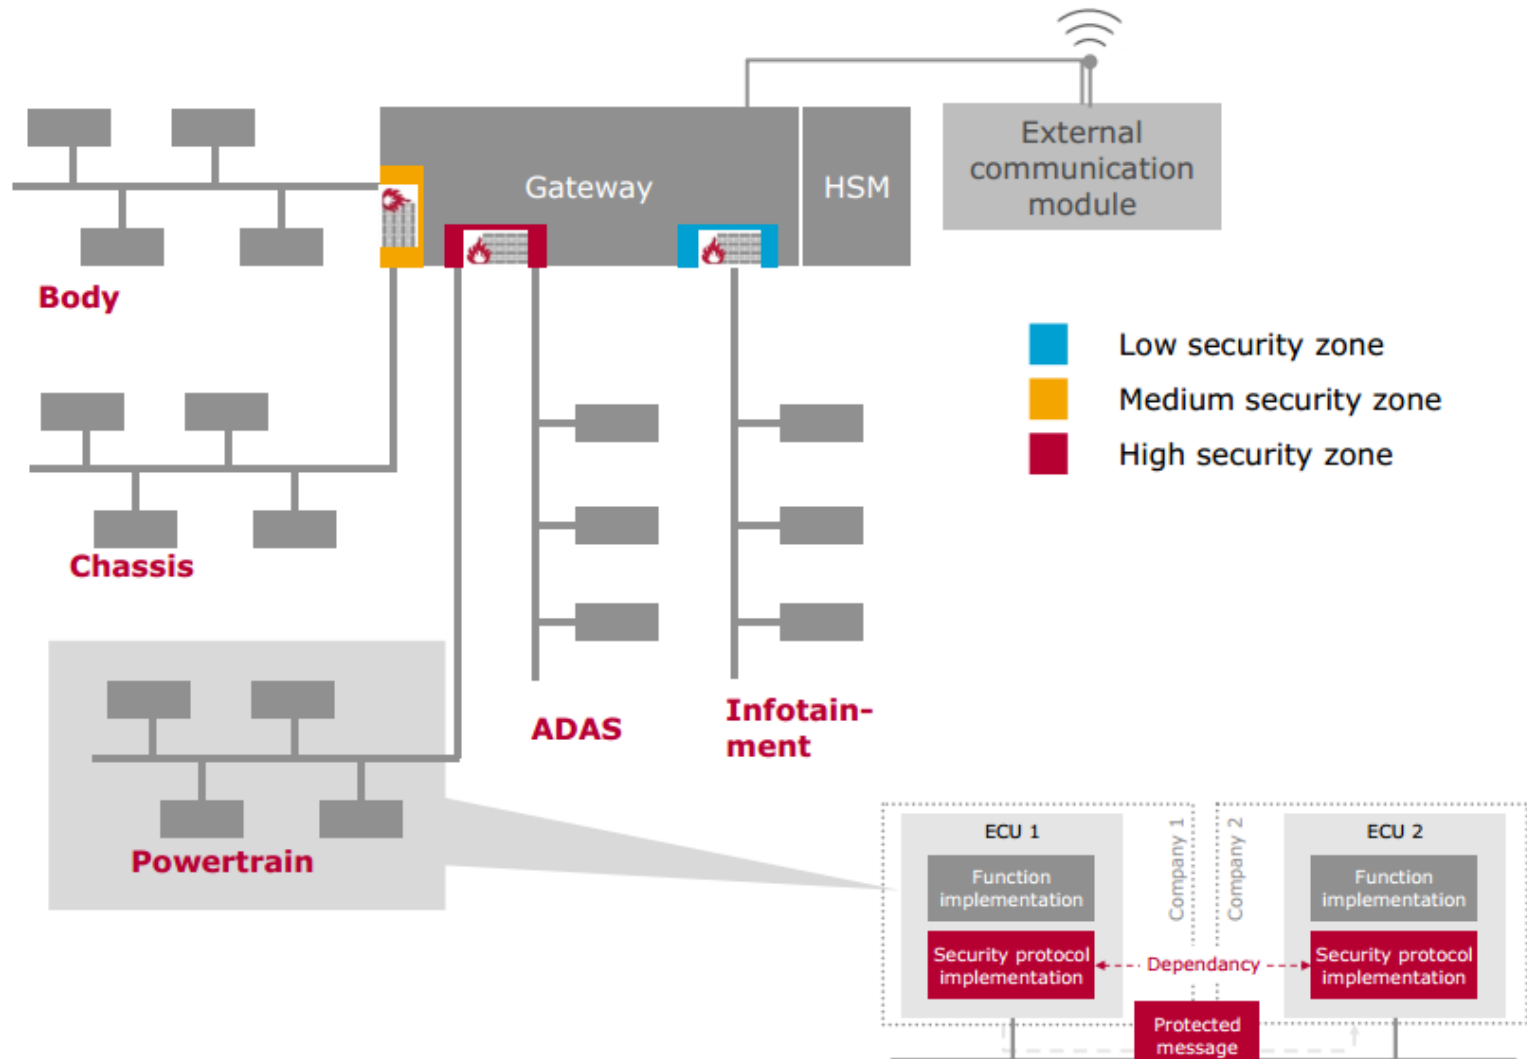 Gateway
HSM
External
communication
module
Body
Low security zone
Medium security zone
High security zone
Chassis
ADAS
Infotain-
ment
Powertrain
ECU 1
Function
implementation
Security protocol
implementation
Company 1
Company 2
ECU 2
Function
implementation
Security protocol
implementation
Dependancy
Protected
message